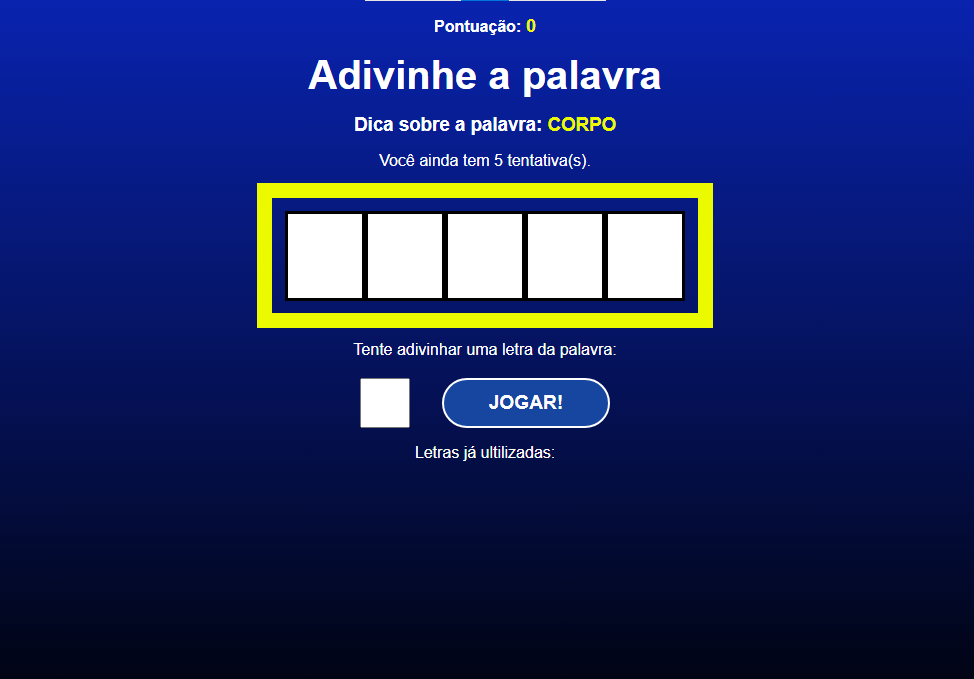 Pontuação: 0
Adivinhe a palavra
Dica sobre a palavra: CORPO
Você ainda tem 5 tentativa(s).
Tente adivinhar uma letra da palavra:
JOGAR!
Letras já ultilizadas: